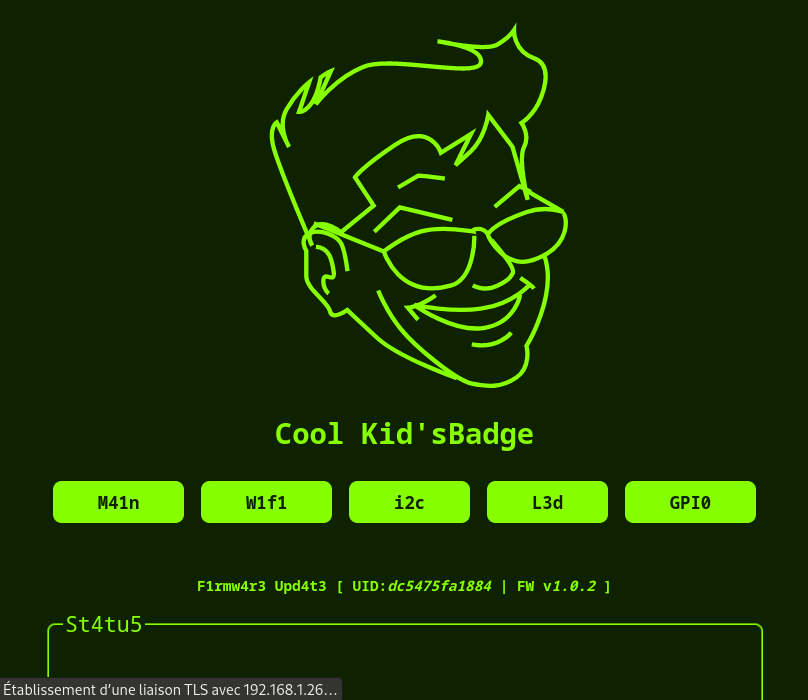 Cool Kid'sBadge
M41n W1f1 i2c L3d GPI0
F1rmw4r3 Upd4t3 [ UID:dc5475fa1884 | FW v1.0.2 ]
St4tu5
Établissement d’une liaison TLS avec 192.168.1.26…